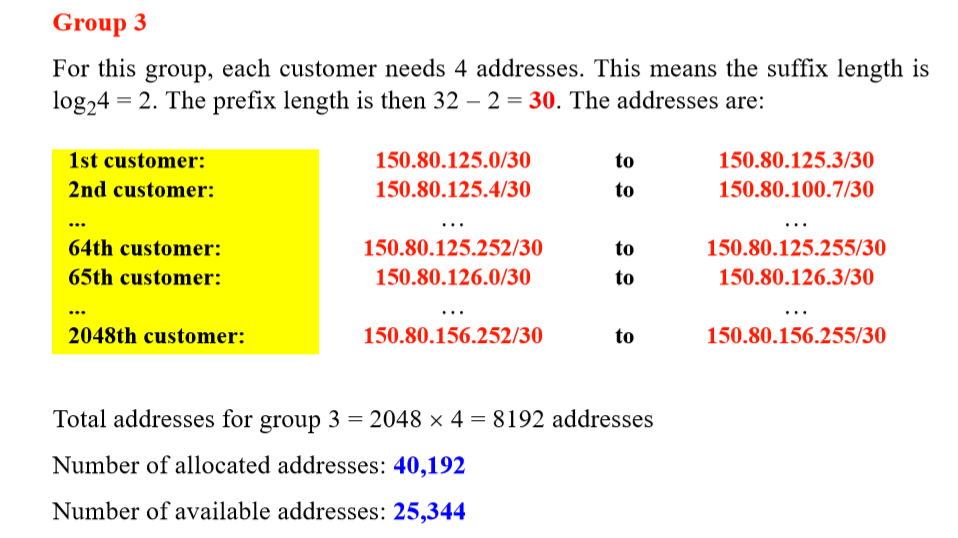 Group 3
For this group, each customer needs 4 addresses. This means the suffix length is
log₂4 = 2. The prefix length is then 32 – 2 = 30. The addresses are:
1st customer: 150.80.125.0/30 to 150.80.125.3/30
2nd customer: 150.80.125.4/30 to 150.80.100.7/30
... ... ...
64th customer: 150.80.125.252/30 to 150.80.125.255/30
65th customer: 150.80.126.0/30 to 150.80.126.3/30
... ... ...
2048th customer: 150.80.156.252/30 to 150.80.156.255/30
Total addresses for group 3 = 2048 × 4 = 8192 addresses
Number of allocated addresses: 40,192
Number of available addresses: 25,344